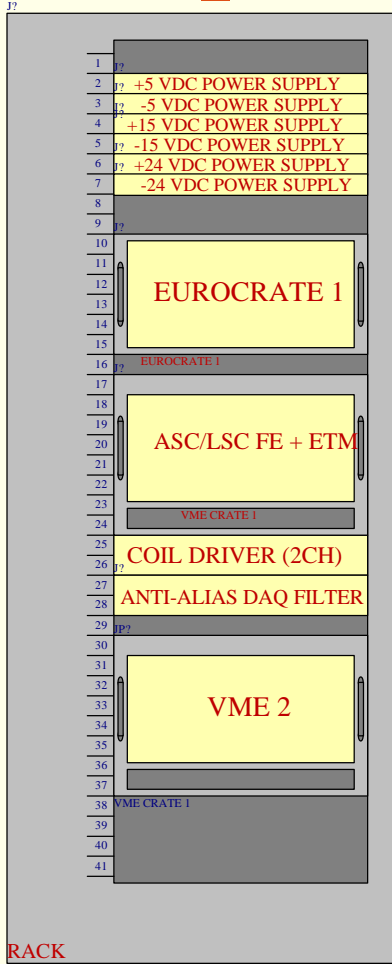 J?
1 J?
2 J? +5 VDC POWER SUPPLY
3 J? -5 VDC POWER SUPPLY
J?
4 +15 VDC POWER SUPPLY
5 J? -15 VDC POWER SUPPLY
6 J? +24 VDC POWER SUPPLY
7 -24 VDC POWER SUPPLY
8
9 J?
10
11
12 EUROCRATE 1
13
14
15
16 J? EUROCRATE 1
17
18
19
20 ASC/LSC FE + ETM
21
22
23
24 VME CRATE 1
25
26 J? COIL DRIVER (2CH)
27
28 ANTI-ALIAS DAQ FILTER
29 JP?
30
31
32
33 VME 2
34
35
36
37
38 VME CRATE 1
39
40
41
RACK